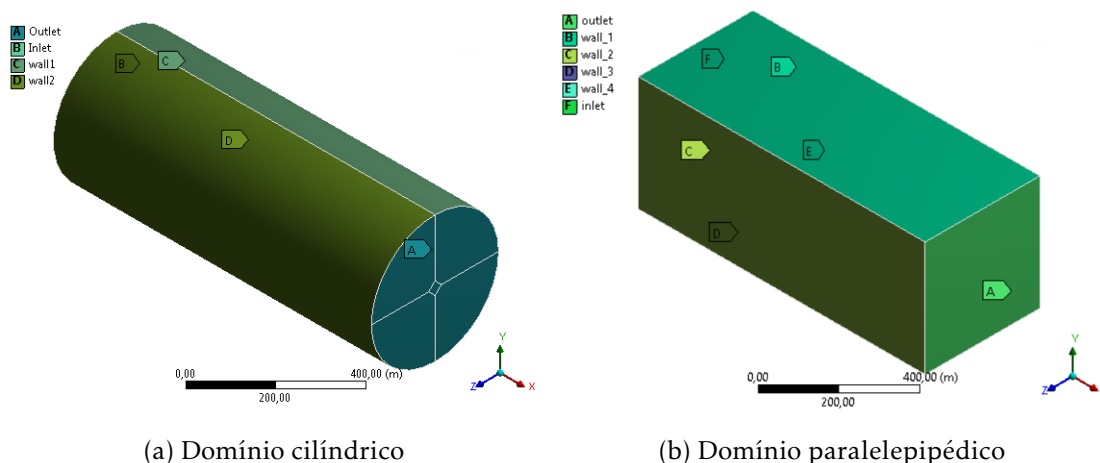 A Outlet
B Inlet
C wall1
D wall2
B
C
D
A
0,00
400,00 (m)
200,00
Y
Z
X
(a) Domínio cilíndrico
A outlet
B wall_1
C wall_2
D wall_3
E wall_4
F inlet
F
B
C
E
D
A
0,00
400,00 (m)
200,00
Y
Z
(b) Domínio paralelepipédico